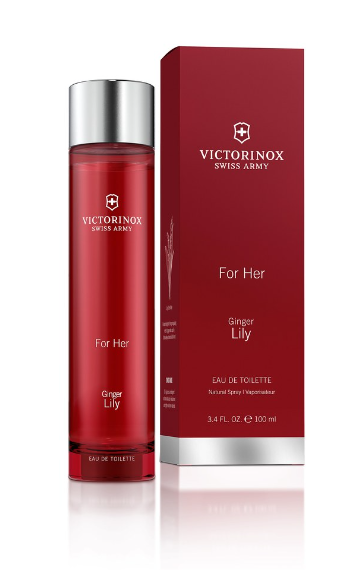 VICTORINOX
SWISS ARMY
For Her
Ginger
Lily
EAU DE TOILETTE
VICTORINOX
SWISS ARMY
For Her
Ginger
Lily
EAU DE TOILETTE
Natural Spray | Vaporisateur
3.4 FL. OZ. ℮ 100 ml